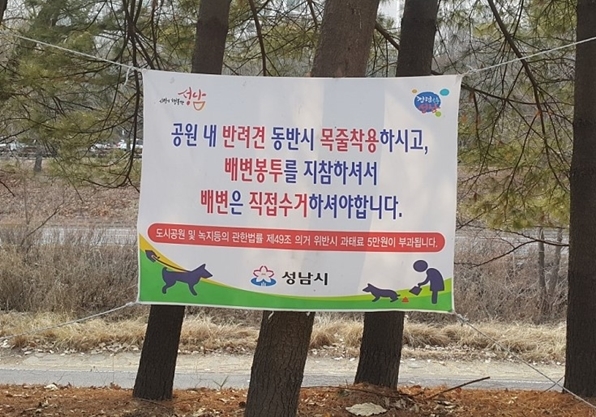 성남
공원 내 반려견 동반시 목줄착용하시고,
배변봉투를 지참하셔서
배변은 직접수거하셔야합니다.
도시공원 및 녹지등의 관한법률 제49조 의거 위반시 과태료 5만원이 부과됩니다.
성남시